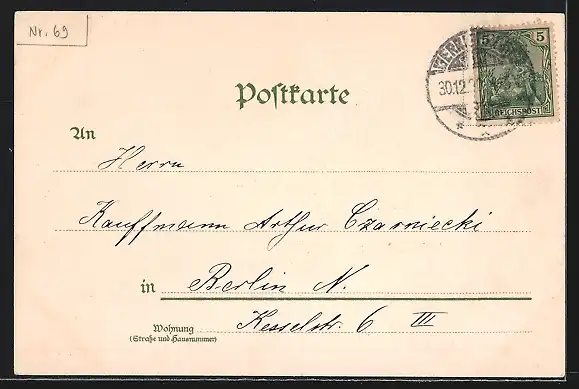 Nr. 69
5 5
REICHSPOST
30.12.
Postkarte
An
Herrn
Kauffmann Arthur Czarniecki
in Berlin N.
Wohnung Kesselstr. 6 III
(Straße und Hausnummer)